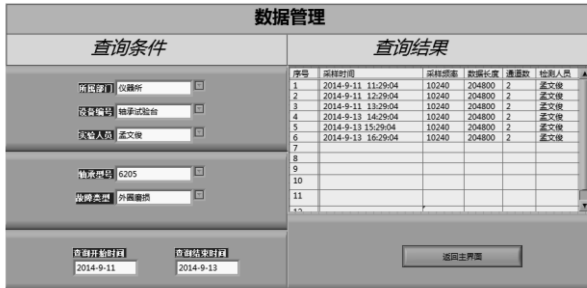 数据管理
查询条件
查询结果
所属部门 仪器所
设备编号 轴承试验台
实验人员 孟文俊
轴承型号 6205
故障类型 外圈磨损
查询开始时间 查询结束时间
2014-9-11 2014-9-13
序号 采样时间 采样频率 数据长度 通道数 检测人员
1 2014-9-11 11:29:04 10240 204800 2 孟文俊
2 2014-9-11 12:29:04 10240 204800 2 孟文俊
3 2014-9-11 13:29:04 10240 204800 2 孟文俊
4 2014-9-13 14:29:04 10240 204800 2 孟文俊
5 2014-9-13 15:29:04 10240 204800 2 孟文俊
6 2014-9-13 16:29:04 10240 204800 2 孟文俊
7
8
9
10
11
12
返回主界面